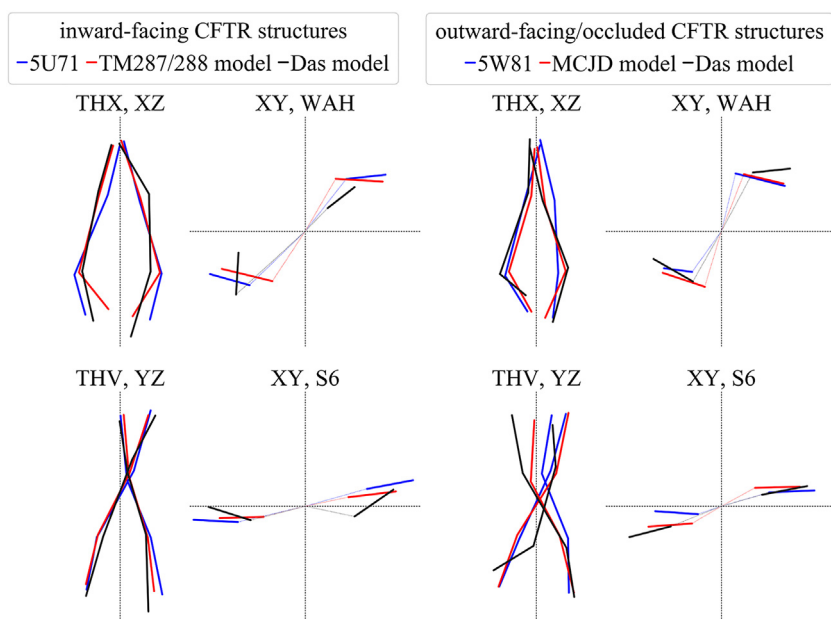 inward-facing CFTR structures
5U71 TM287/288 model Das model
outward-facing/occluded CFTR structures
5W81 MCJD model Das model
THX, XZ
XY, WAH
THX, XZ
XY, WAH
THV, YZ
XY, S6
THV, YZ
XY, S6